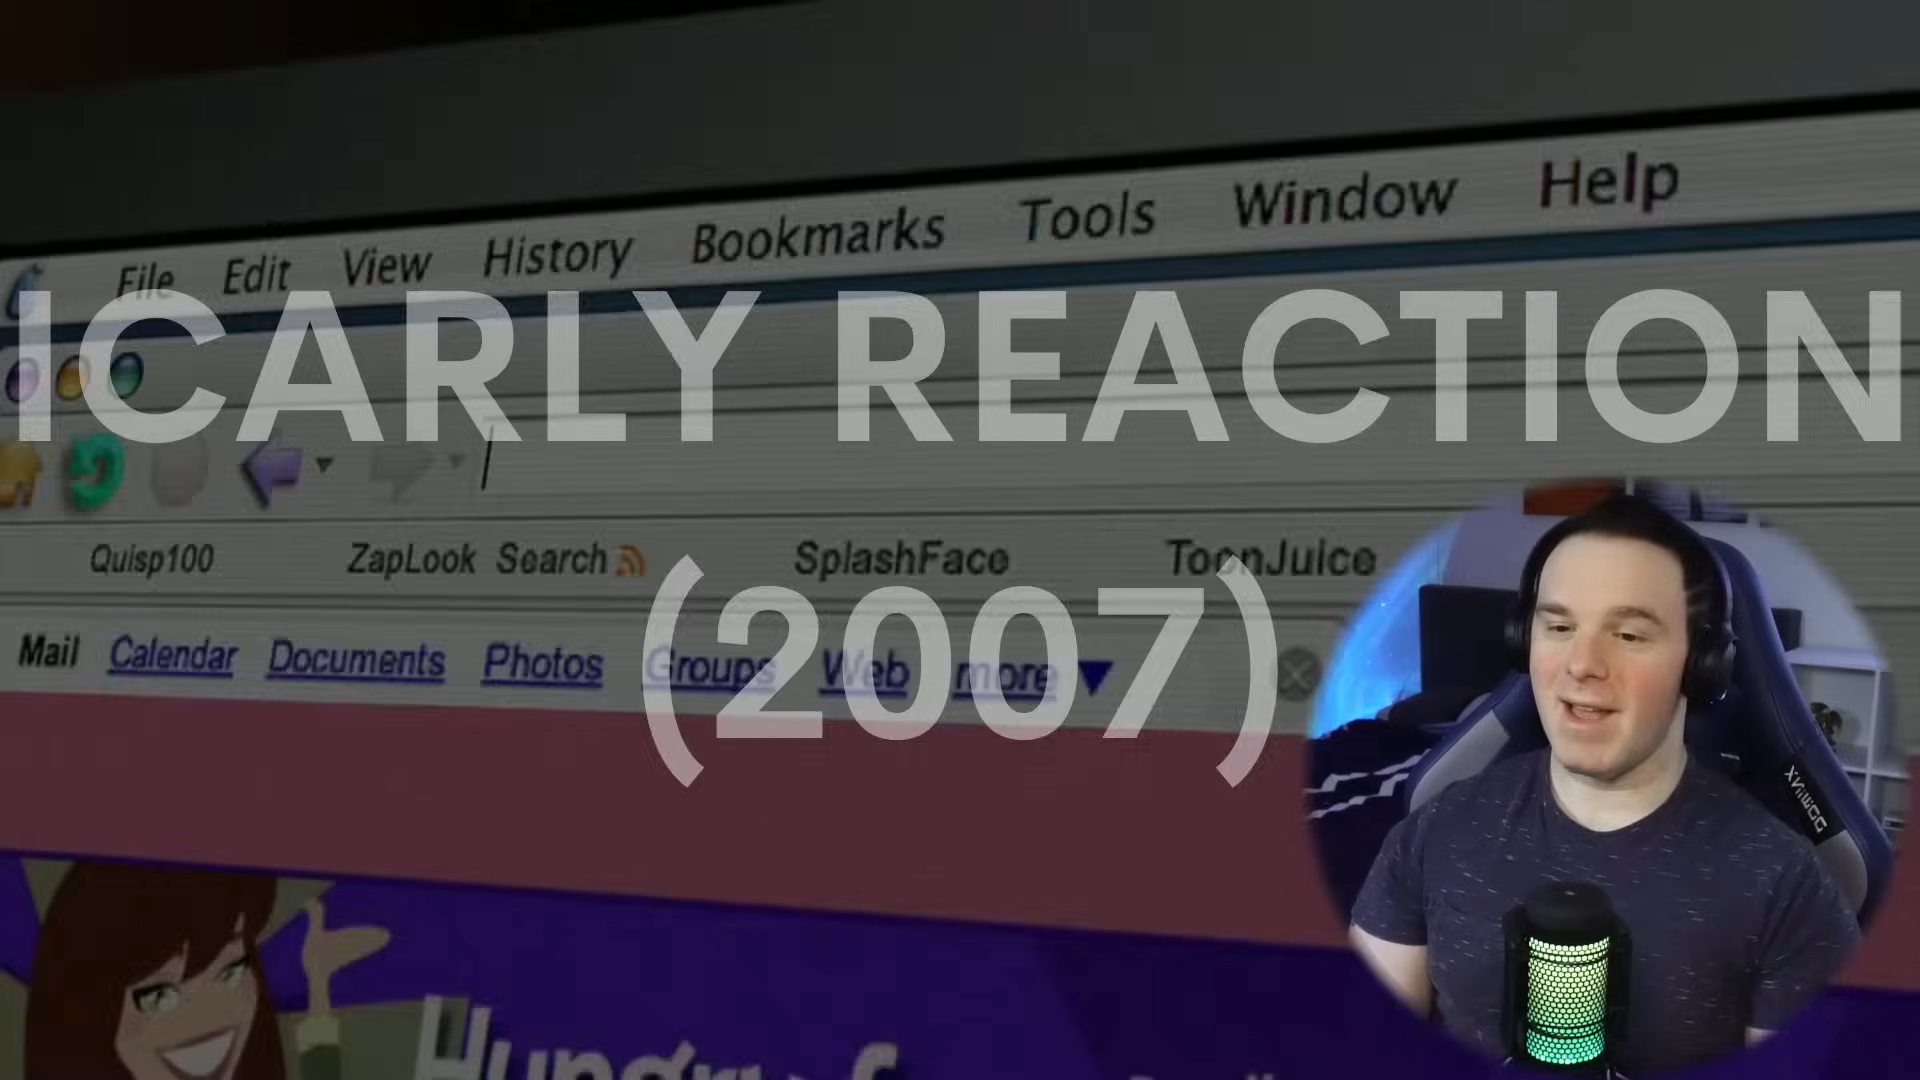 File Edit View History Bookmarks Tools Window Help
ICARLY REACTION
Quisp100 ZapLook Search SplashFace ToonJuice
(2007)
Mail Calendar Documents Photos Groups Web more
Hungry